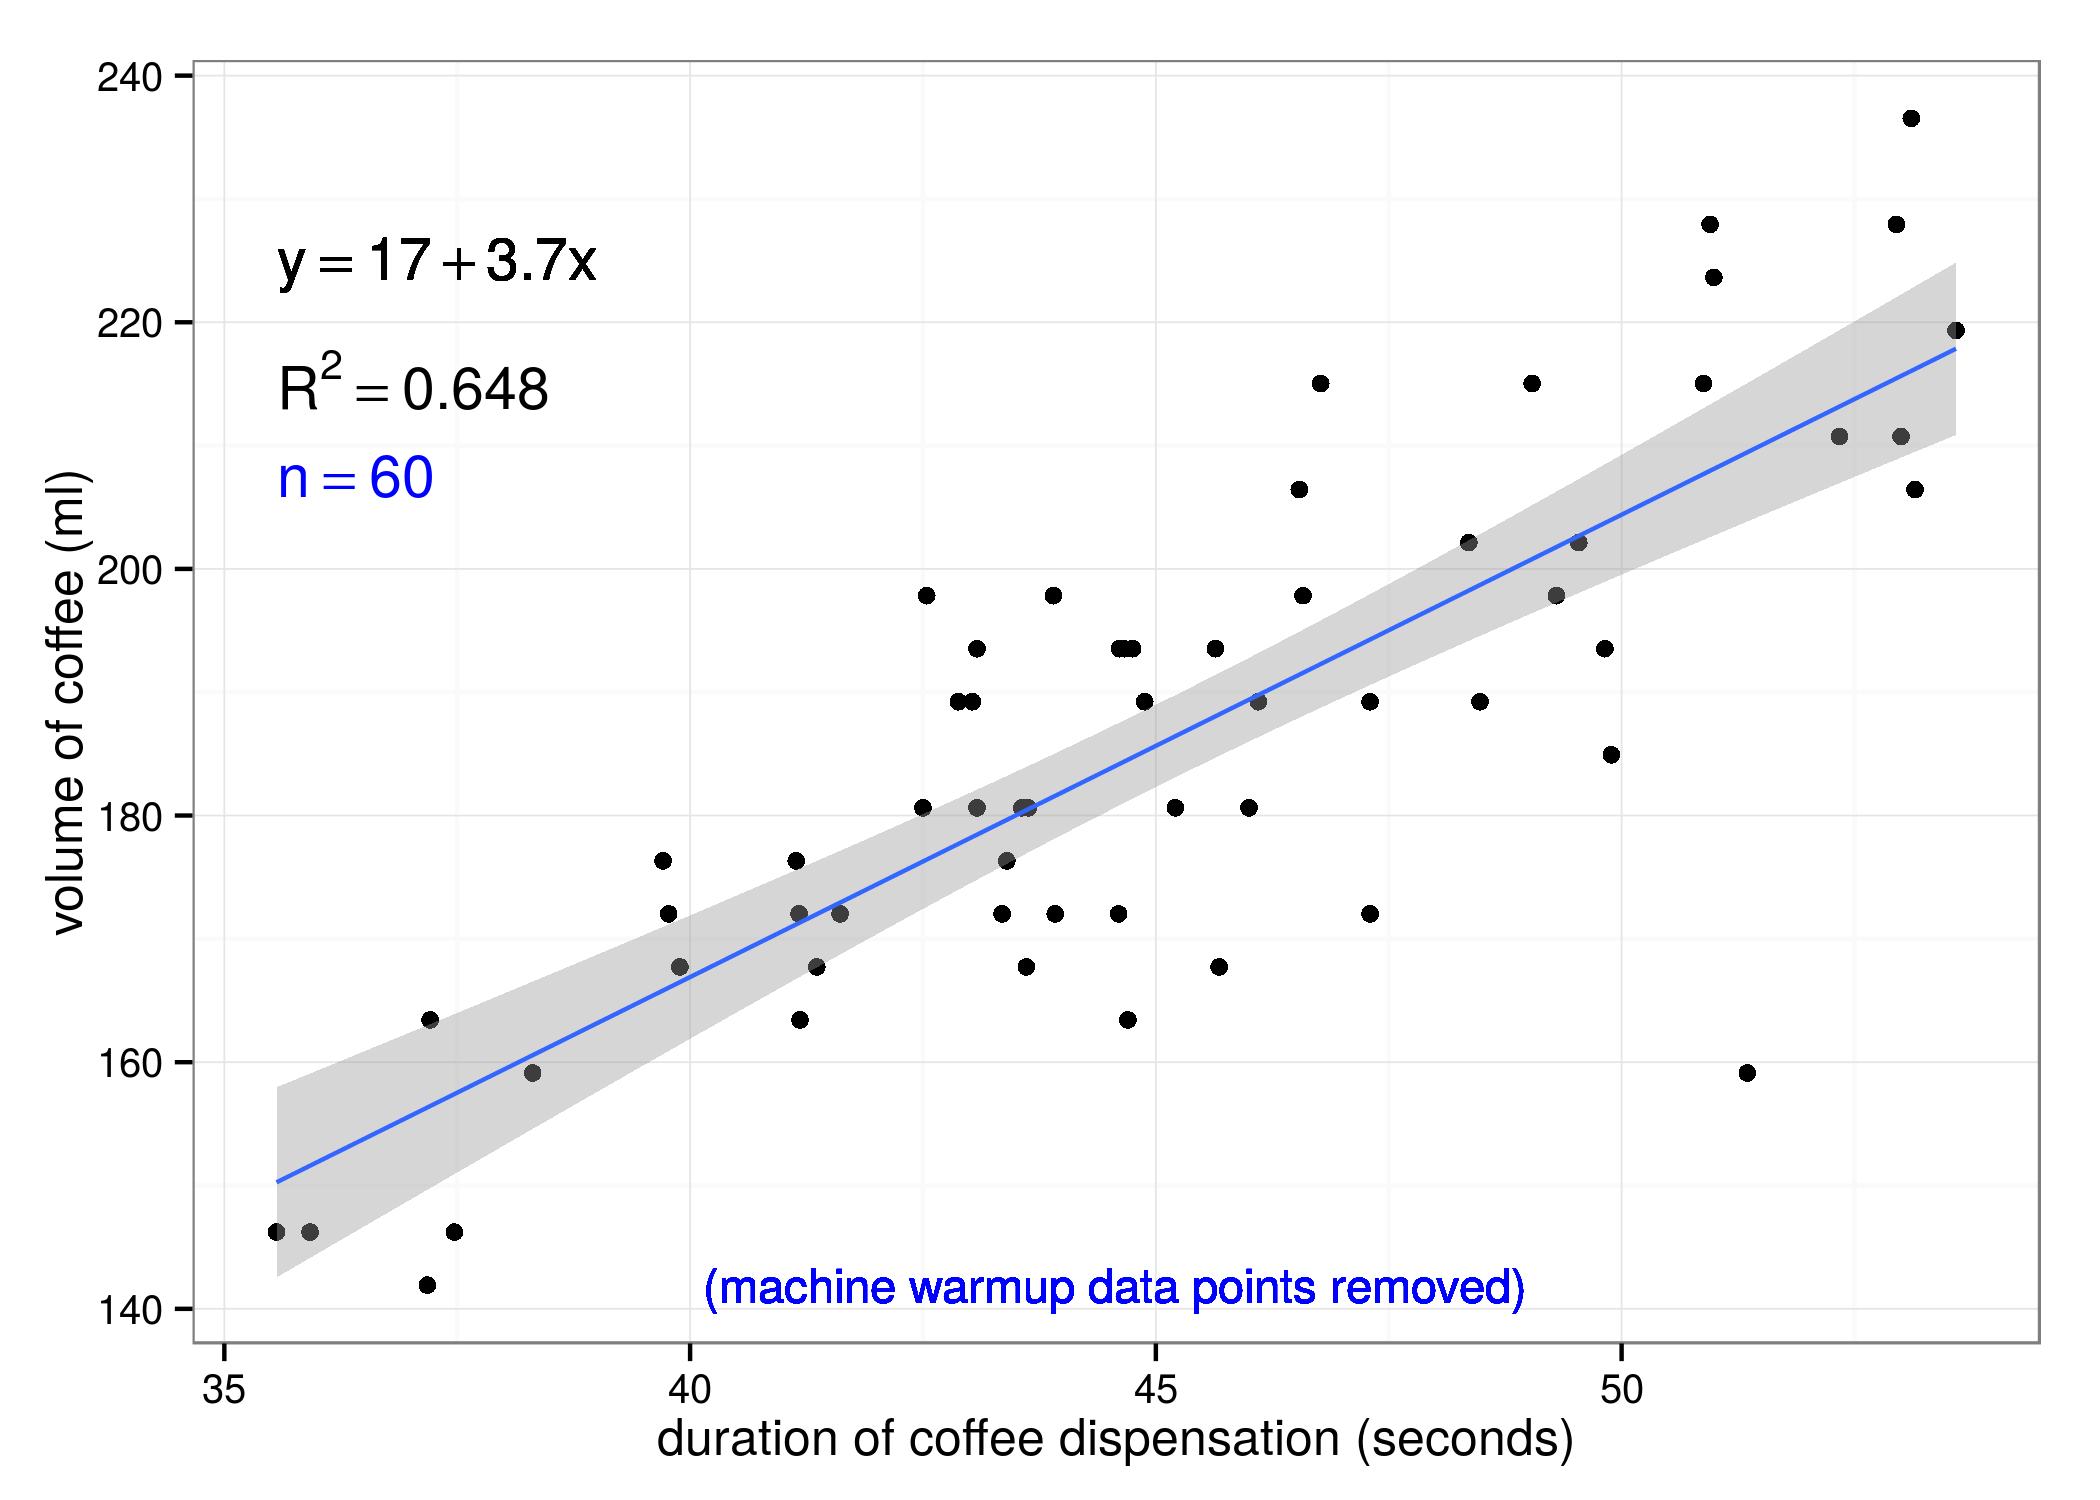 240
y = 17 + 3.7x
220
R² = 0.648
n = 60
volume of coffee (ml)
200
180
160
(machine warmup data points removed)
140
35 40 45 50
duration of coffee dispensation (seconds)